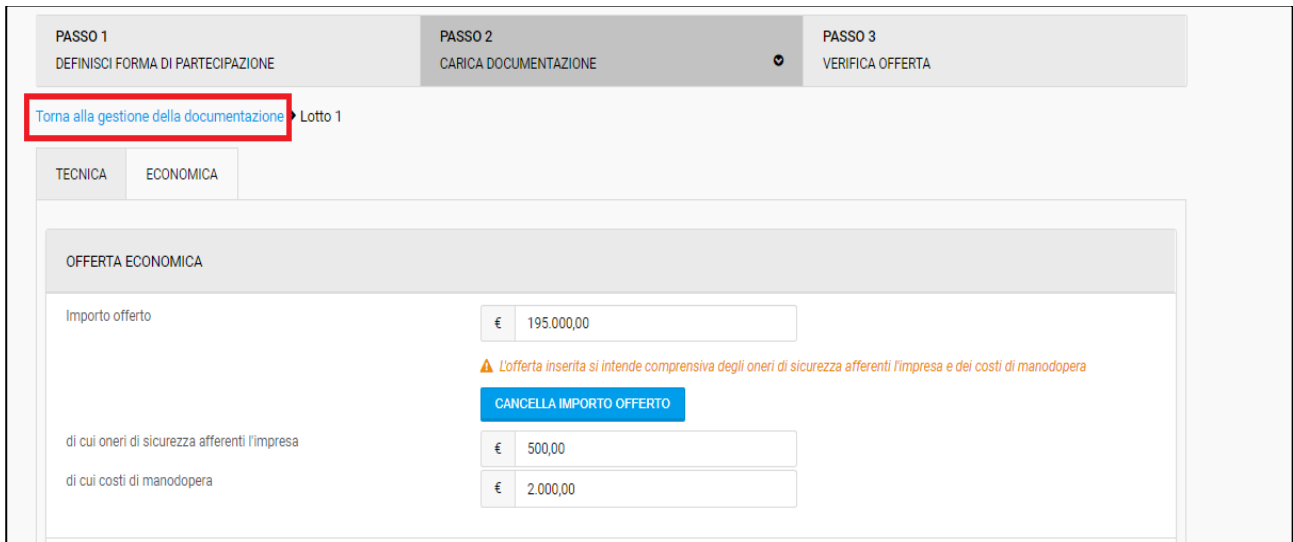 PASSO 1
DEFINISCI FORMA DI PARTECIPAZIONE
PASSO 2
CARICA DOCUMENTAZIONE
PASSO 3
VERIFICA OFFERTA
Torna alla gestione della documentazione Lotto 1
TECNICA ECONOMICA
OFFERTA ECONOMICA
Importo offerto € 195.000,00
L'offerta inserita si intende comprensiva degli oneri di sicurezza afferenti l'impresa e dei costi di manodopera
CANCELLA IMPORTO OFFERTO
di cui oneri di sicurezza afferenti l'impresa € 500,00
di cui costi di manodopera € 2.000,00